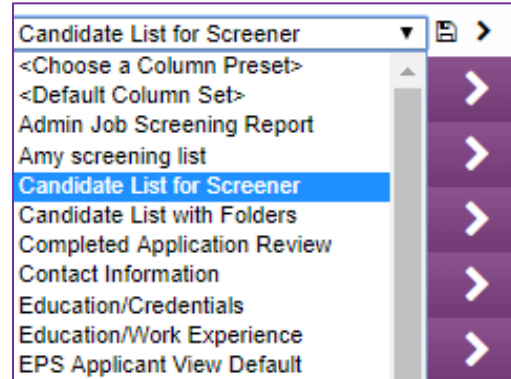 Candidate List for Screener
<Choose a Column Preset>
<Default Column Set>
Admin Job Screening Report
Amy screening list
Candidate List for Screener
Candidate List with Folders
Completed Application Review
Contact Information
Education/Credentials
Education/Work Experience
EPS Applicant View Default